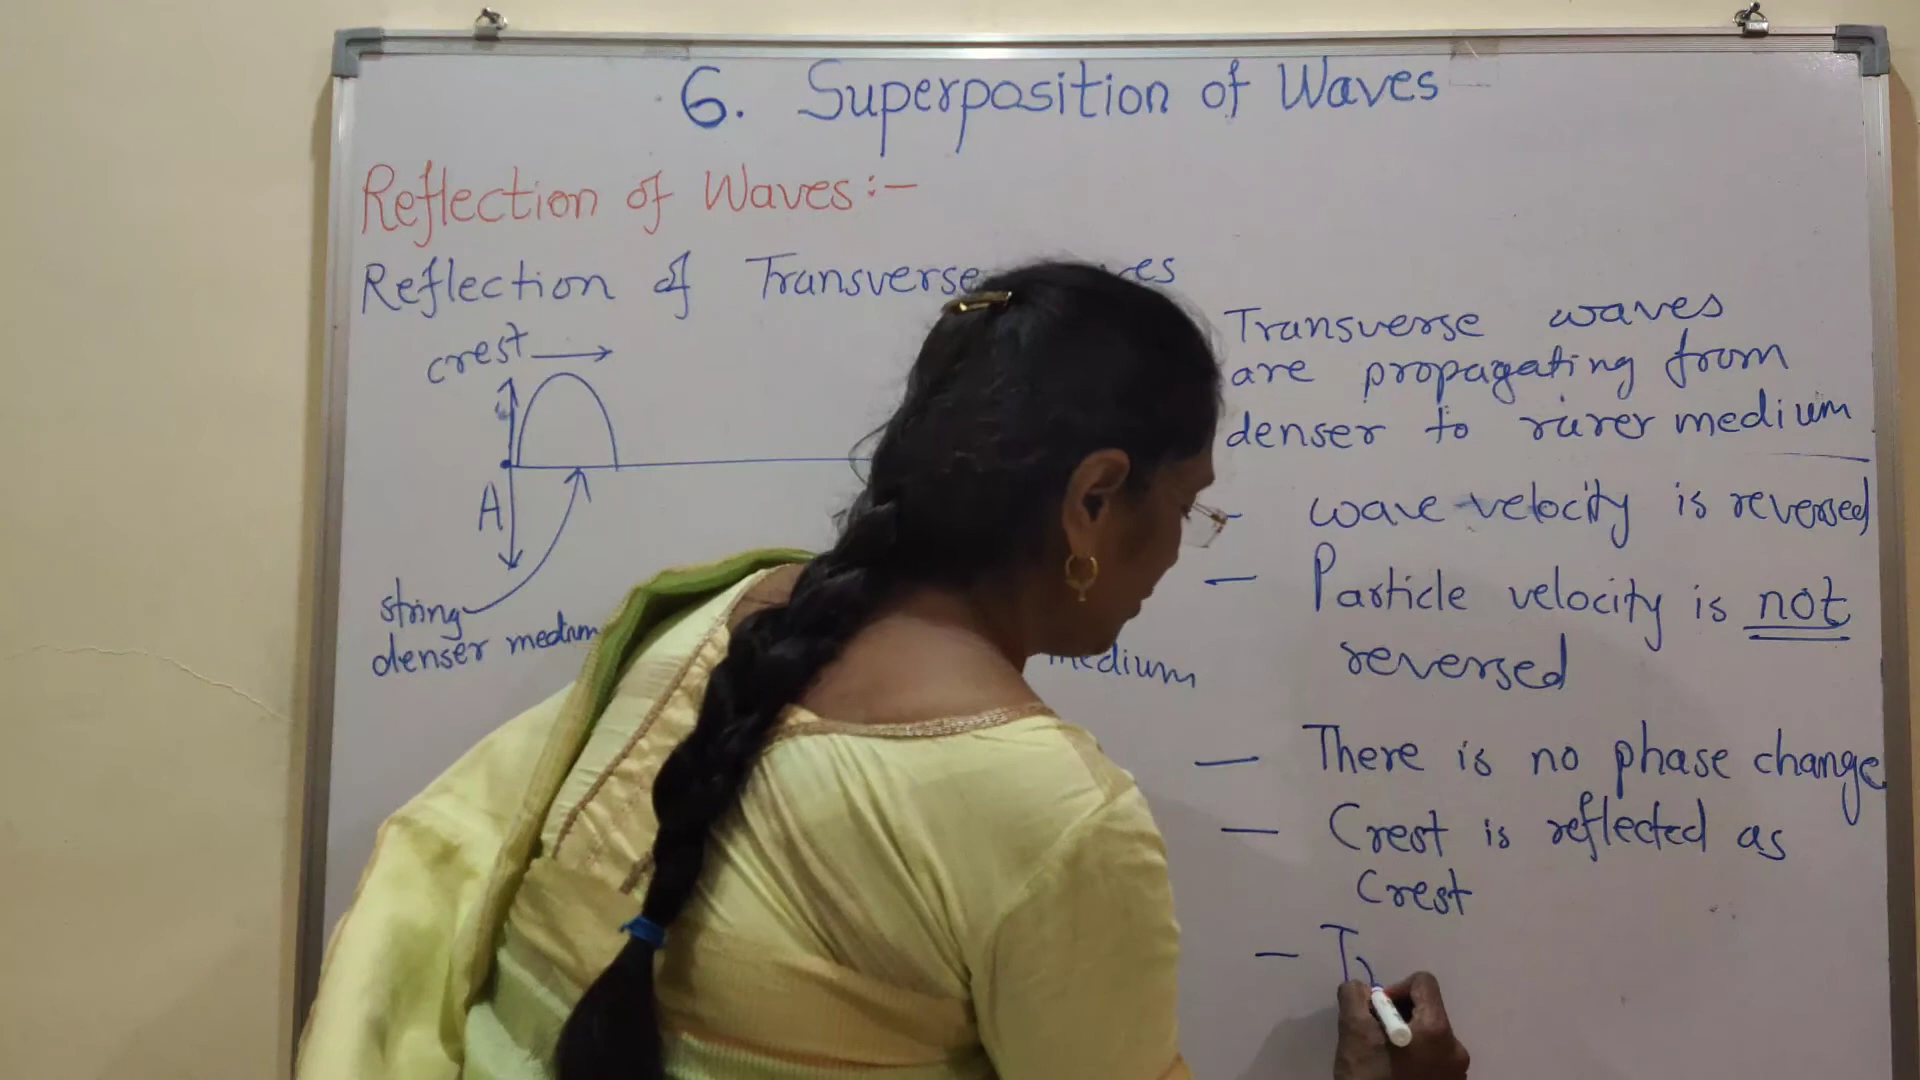 6. Superposition of Waves
Reflection of Waves:-
Reflection of Transverse
crest
A
string
denser medium
medium
Transverse waves
are propagating from
denser to rarer medium
- wave velocity is reversed
- Particle velocity is not
reversed
- There is no phase change
- Crest is reflected as
Crest
- Tr